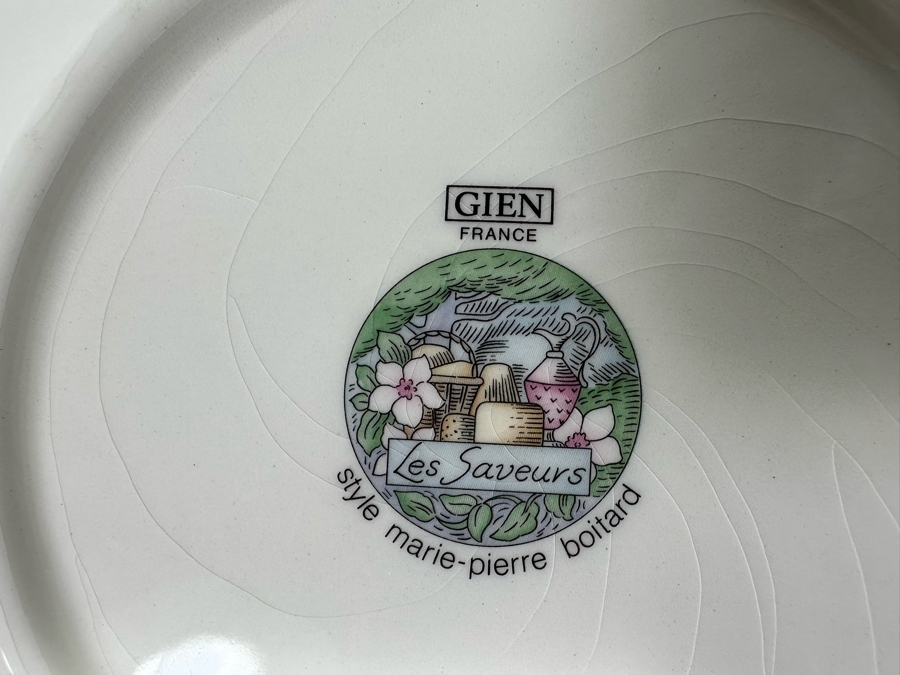 GIEN
FRANCE
Les Saveurs
style marie-pierre boitard